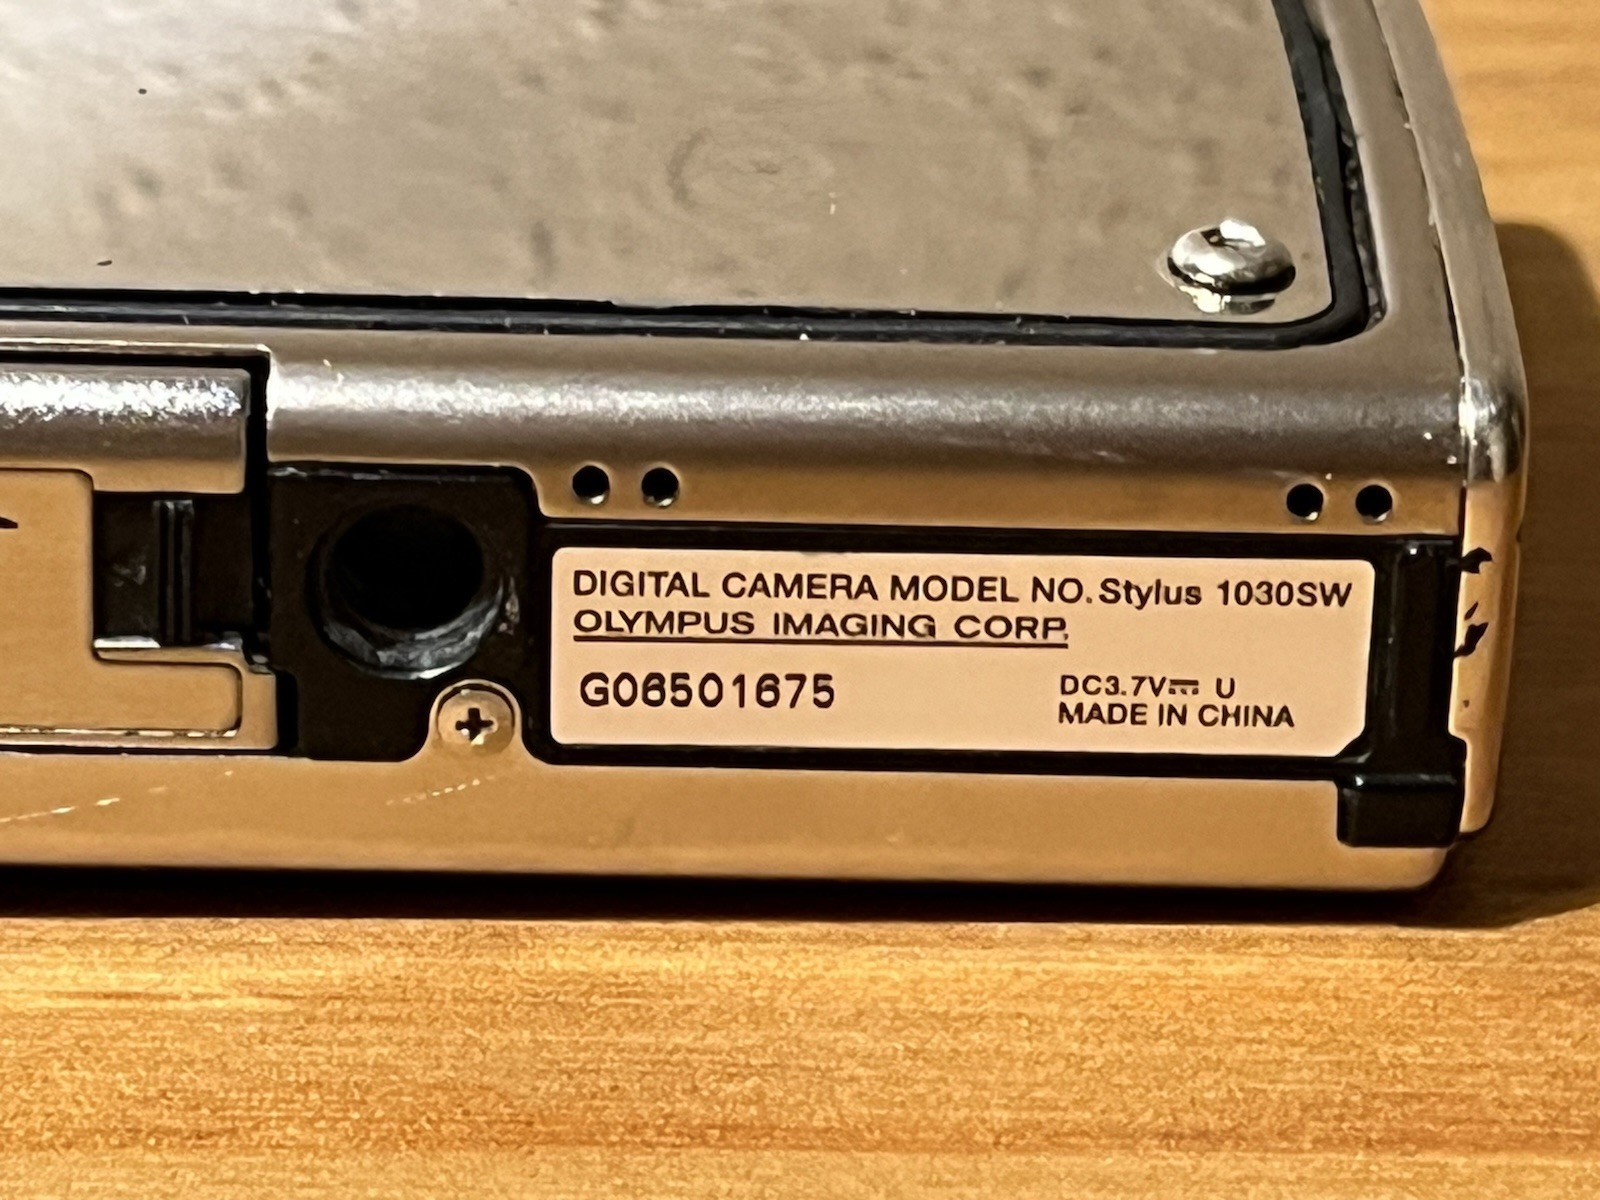 DIGITAL CAMERA MODEL NO. Stylus 1030SW
OLYMPUS IMAGING CORP.
G06501675
DC3.7V⎓ U
MADE IN CHINA